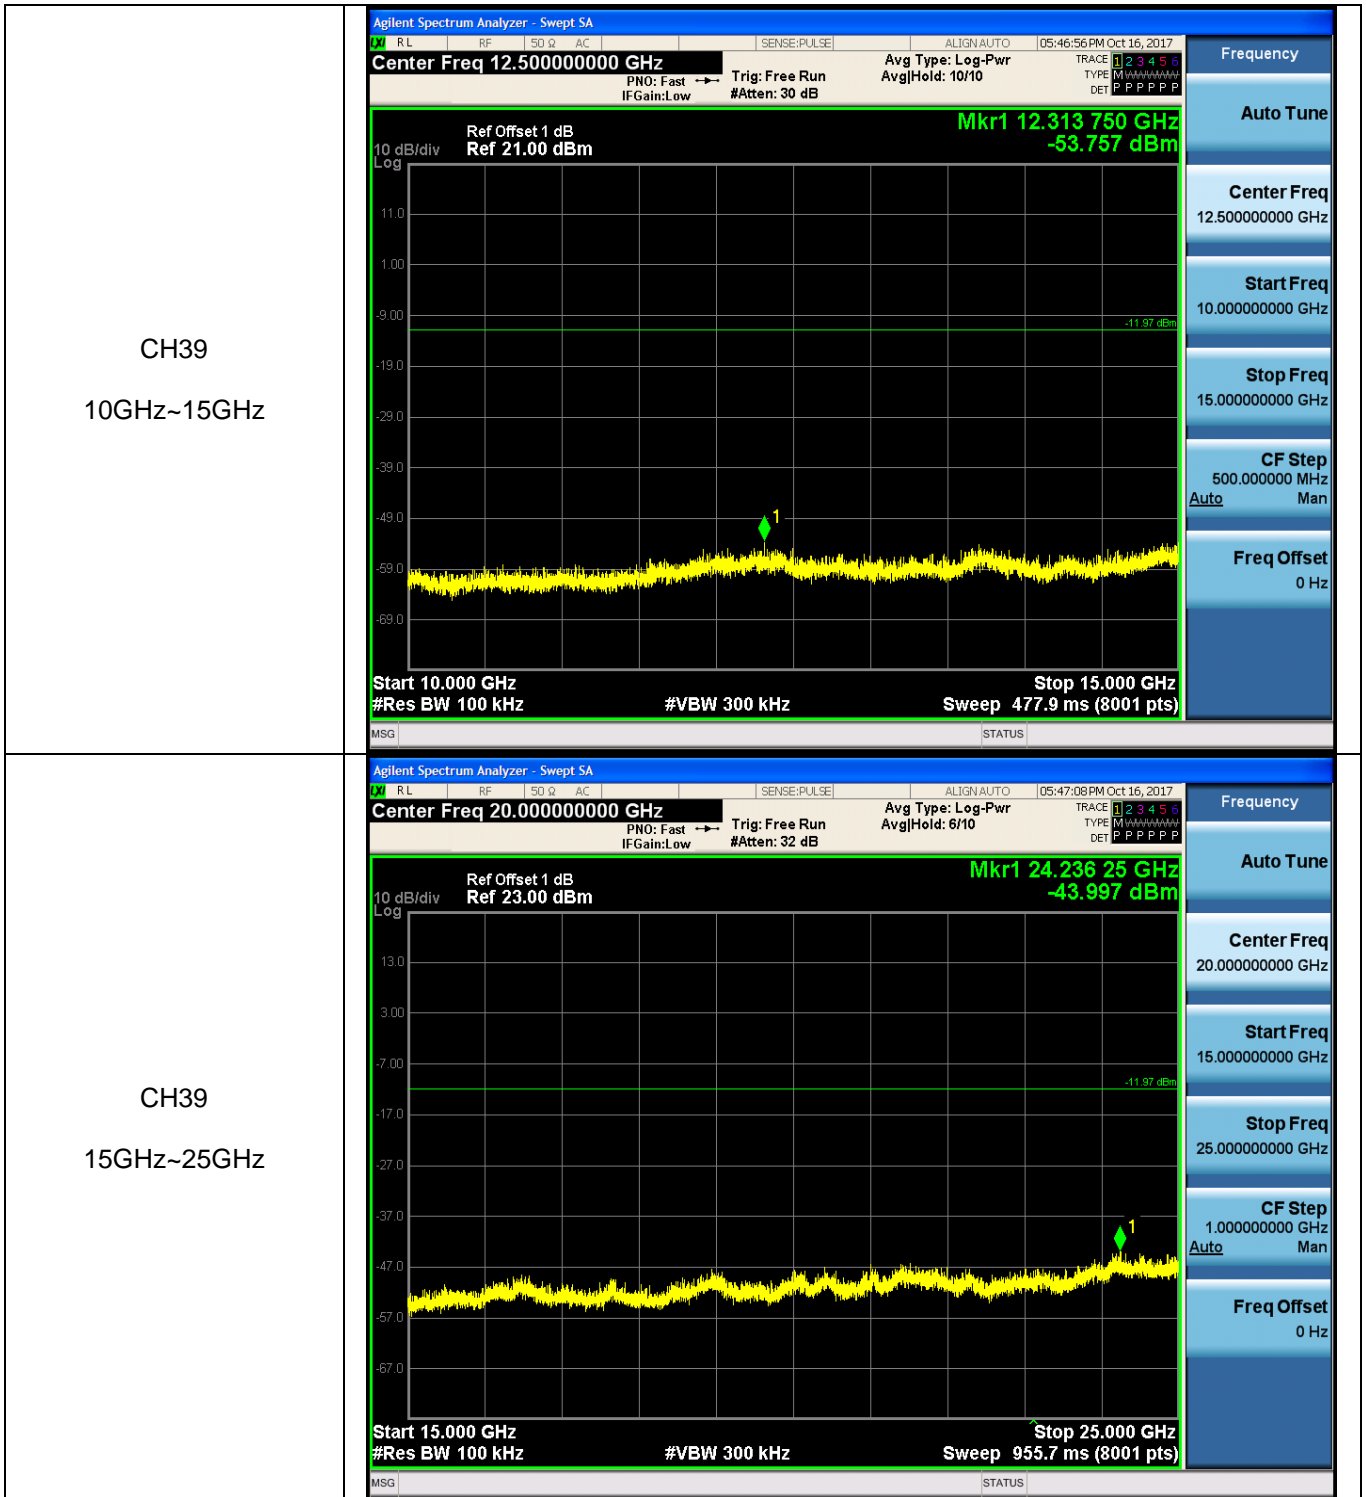 CH39
10GHz~15GHz
Agilent Spectrum Analyzer - Swept SA
LXI RL RF 50 Ω AC SENSE:PULSE ALIGN AUTO 05:46:56 PM Oct 16, 2017
Center Freq 12.500000000 GHz
PNO: Fast
IFGain:Low
Trig: Free Run
#Atten: 30 dB
Avg Type: Log-Pwr
Avg|Hold: 10/10
TRACE 1 2 3 4 5 6
TYPE M WWWWW
DET P P P P P P
Mkr1 12.313 750 GHz
-53.757 dBm
Ref Offset 1 dB
10 dB/div Ref 21.00 dBm
Log
11.0
1.00
-9.00
-11.97 dBm
-19.0
-29.0
-39.0
-49.0
1
-59.0
-69.0
Start 10.000 GHz Stop 15.000 GHz
#Res BW 100 kHz #VBW 300 kHz Sweep 477.9 ms (8001 pts)
MSG STATUS
Frequency
Auto Tune
Center Freq
12.500000000 GHz
Start Freq
10.000000000 GHz
Stop Freq
15.000000000 GHz
CF Step
500.000000 MHz
Auto Man
Freq Offset
0 Hz
CH39
15GHz~25GHz
Agilent Spectrum Analyzer - Swept SA
LXI RL RF 50 Ω AC SENSE:PULSE ALIGN AUTO 05:47:08 PM Oct 16, 2017
Center Freq 20.000000000 GHz
PNO: Fast
IFGain:Low
Trig: Free Run
#Atten: 32 dB
Avg Type: Log-Pwr
Avg|Hold: 6/10
TRACE 1 2 3 4 5 6
TYPE M WWWWW
DET P P P P P P
Mkr1 24.236 25 GHz
-43.997 dBm
Ref Offset 1 dB
10 dB/div Ref 23.00 dBm
Log
13.0
3.00
-7.00
-11.97 dBm
-17.0
-27.0
-37.0
1
-47.0
-57.0
-67.0
Start 15.000 GHz Stop 25.000 GHz
#Res BW 100 kHz #VBW 300 kHz Sweep 955.7 ms (8001 pts)
MSG STATUS
Frequency
Auto Tune
Center Freq
20.000000000 GHz
Start Freq
15.000000000 GHz
Stop Freq
25.000000000 GHz
CF Step
1.000000000 GHz
Auto Man
Freq Offset
0 Hz